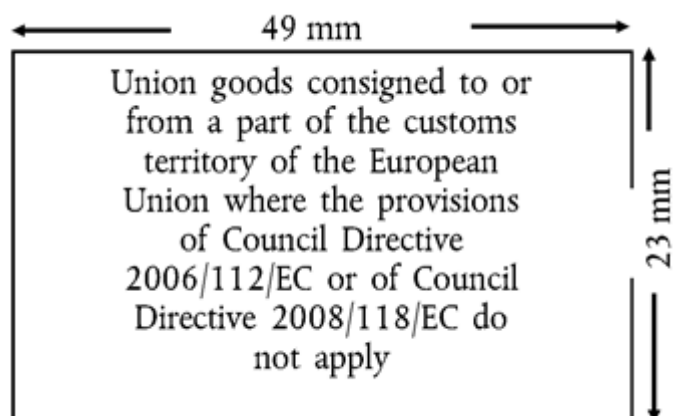 49 mm
Union goods consigned to or
from a part of the customs
territory of the European
Union where the provisions
of Council Directive
2006/112/EC or of Council
Directive 2008/118/EC do
not apply
23 mm